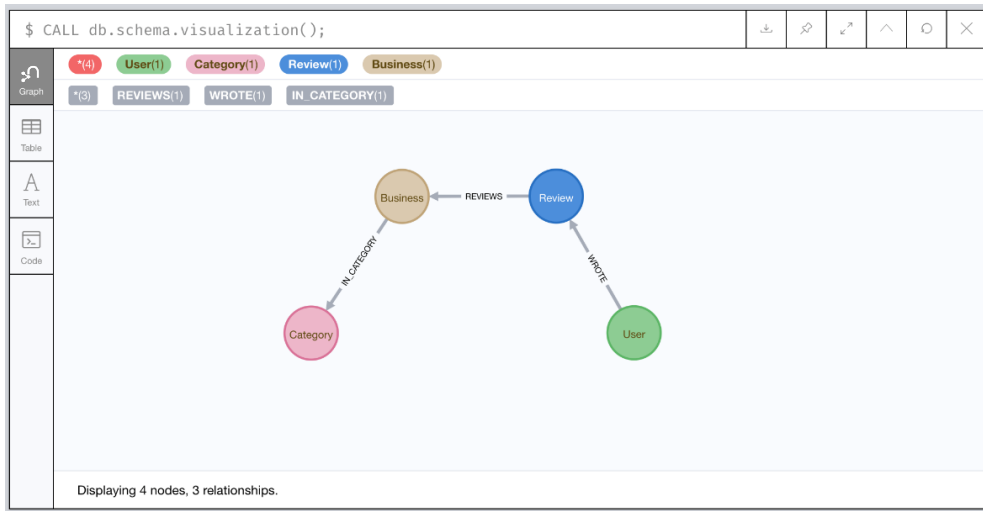 $ CALL db.schema.visualization();
*(4) User(1) Category(1) Review(1) Business(1)
*(3) REVIEWS(1) WROTE(1) IN_CATEGORY(1)
Graph
Table
A
Text
Code
Business
REVIEWS
Review
IN_CATEGORY
WROTE
Category
User
Displaying 4 nodes, 3 relationships.